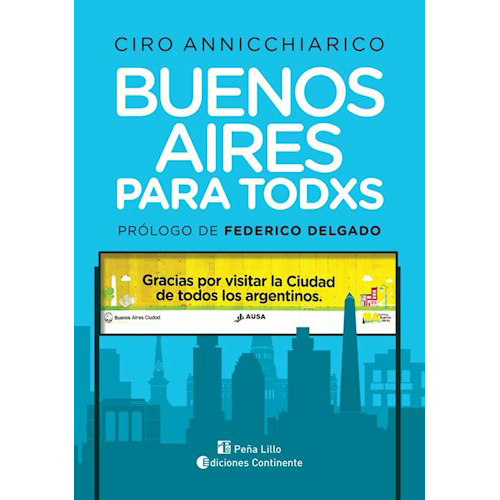 CIRO ANNICCHIARICO
BUENOS
AIRES
PARA TODXS
PRÓLOGO DE FEDERICO DELGADO
Gracias por visitar la Ciudad
de todos los argentinos.
Buenos Aires Ciudad
AUSA
BA
Peña Lillo
Ediciones Continente